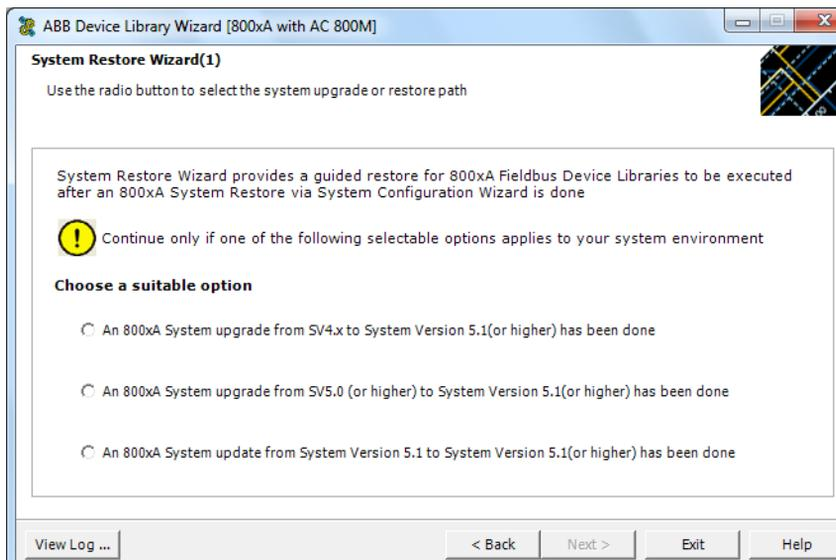 ABB Device Library Wizard [800xA with AC 800M]
System Restore Wizard(1)
Use the radio button to select the system upgrade or restore path
System Restore Wizard provides a guided restore for 800xA Fieldbus Device Libraries to be executed
after an 800xA System Restore via System Configuration Wizard is done
! Continue only if one of the following selectable options applies to your system environment
Choose a suitable option
An 800xA System upgrade from SV4.x to System Version 5.1(or higher) has been done
An 800xA System upgrade from SV5.0 (or higher) to System Version 5.1(or higher) has been done
An 800xA System update from System Version 5.1 to System Version 5.1(or higher) has been done
View Log ... < Back Next > Exit Help